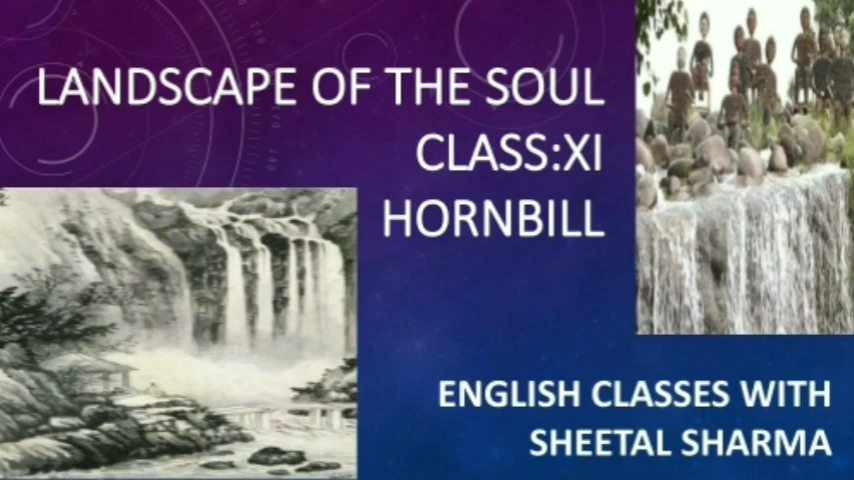 LANDSCAPE OF THE SOUL
CLASS:XI
HORNBILL
ENGLISH CLASSES WITH
SHEETAL SHARMA